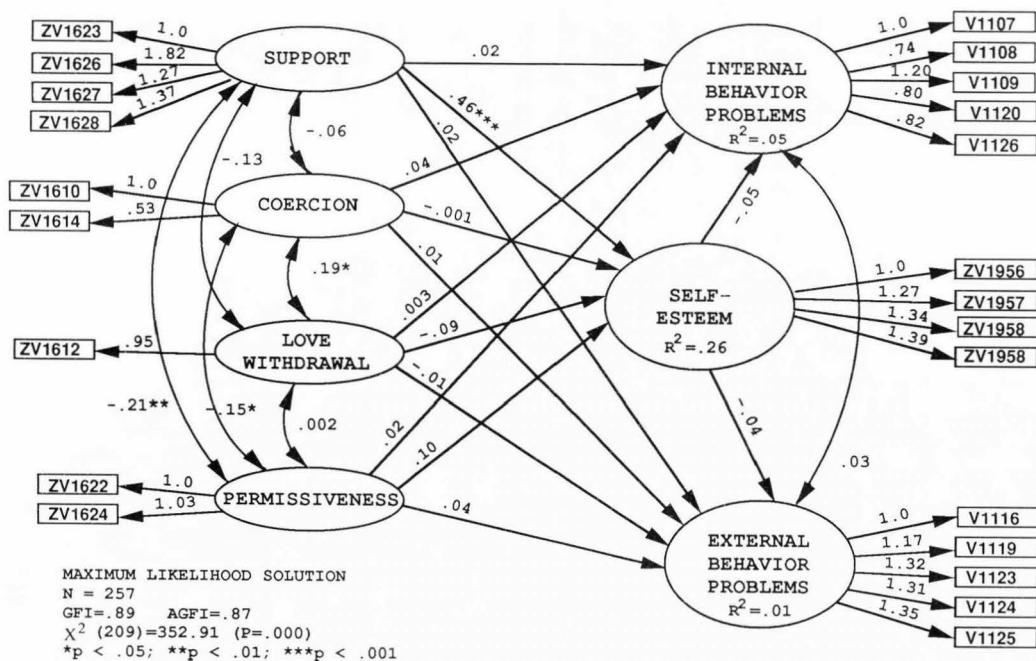 ZV1623
1.0
ZV1626
1.82
ZV1627
1.27
ZV1628
1.37
SUPPORT
.02
.46***
.02
-.06
-.13
ZV1610
1.0
ZV1614
.53
COERCION
.04
-.001
.01
.19*
ZV1612
.95
LOVE
WITHDRAWAL
.003
-.09
-.01
-.21**
-.15*
.002
ZV1622
1.0
ZV1624
1.03
PERMISSIVENESS
.02
.10
.04
INTERNAL
BEHAVIOR
PROBLEMS
R²=.05
1.0
V1107
.74
V1108
1.20
V1109
.80
V1120
.82
V1126
-.05
SELF-
ESTEEM
R²=.26
1.0
ZV1956
1.27
ZV1957
1.34
ZV1958
1.39
ZV1958
-.04
.03
EXTERNAL
BEHAVIOR
PROBLEMS
R²=.01
1.0
V1116
1.17
V1119
1.32
V1123
1.31
V1124
1.35
V1125
MAXIMUM LIKELIHOOD SOLUTION
N = 257
GFI=.89 AGFI=.87
χ² (209)=352.91 (P=.000)
*p < .05; **p < .01; ***p < .001